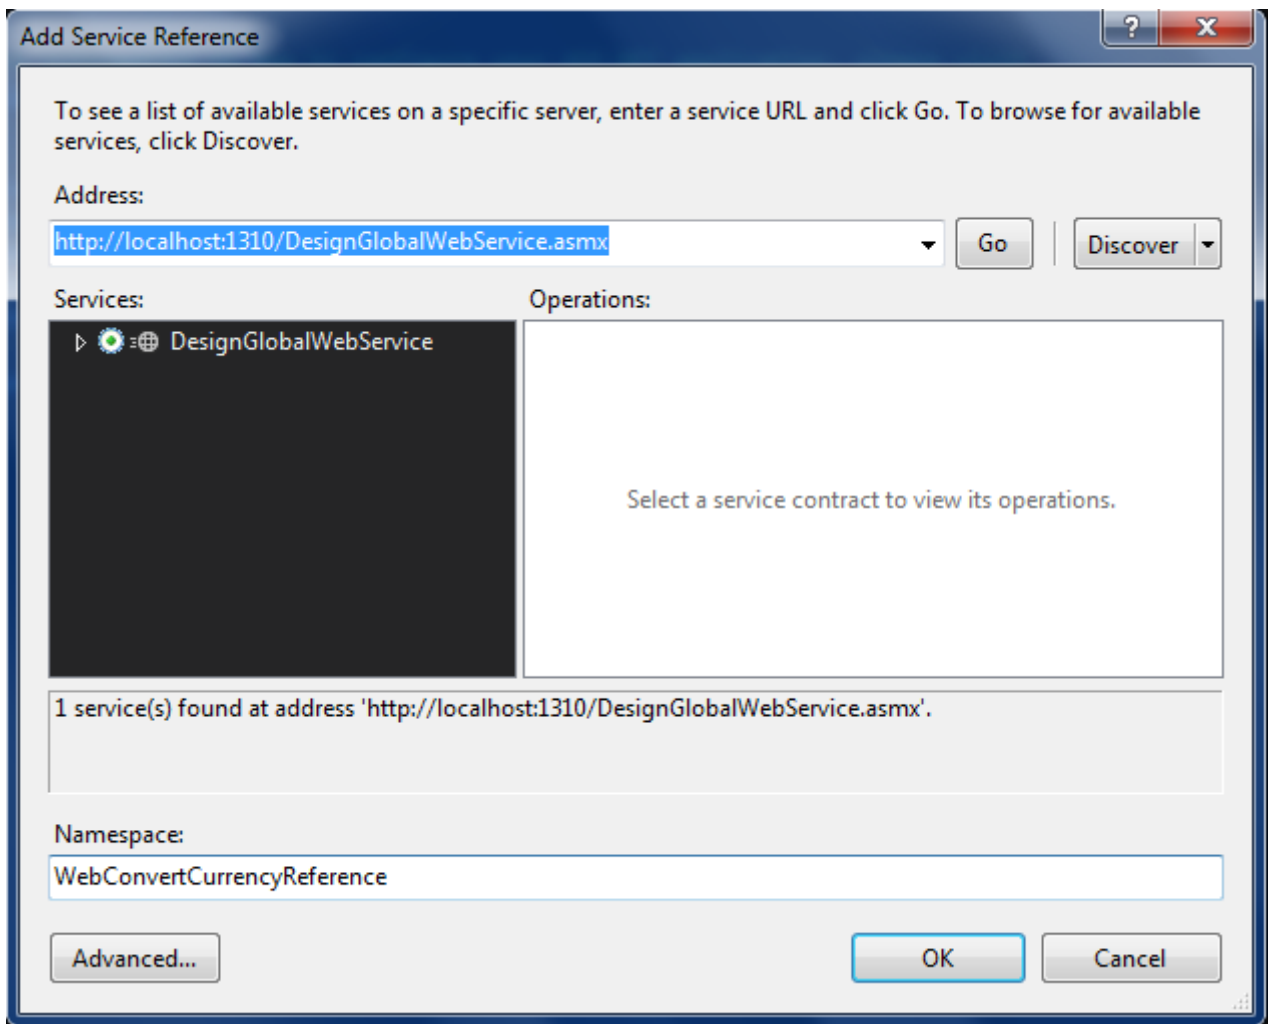 Add Service Reference
?
To see a list of available services on a specific server, enter a service URL and click Go. To browse for available
services, click Discover.
Address:
http://localhost:1310/DesignGlobalWebService.asmx
Go
Discover
Services:
Operations:
DesignGlobalWebService
Select a service contract to view its operations.
1 service(s) found at address 'http://localhost:1310/DesignGlobalWebService.asmx'.
Namespace:
WebConvertCurrencyReference
Advanced...
OK
Cancel